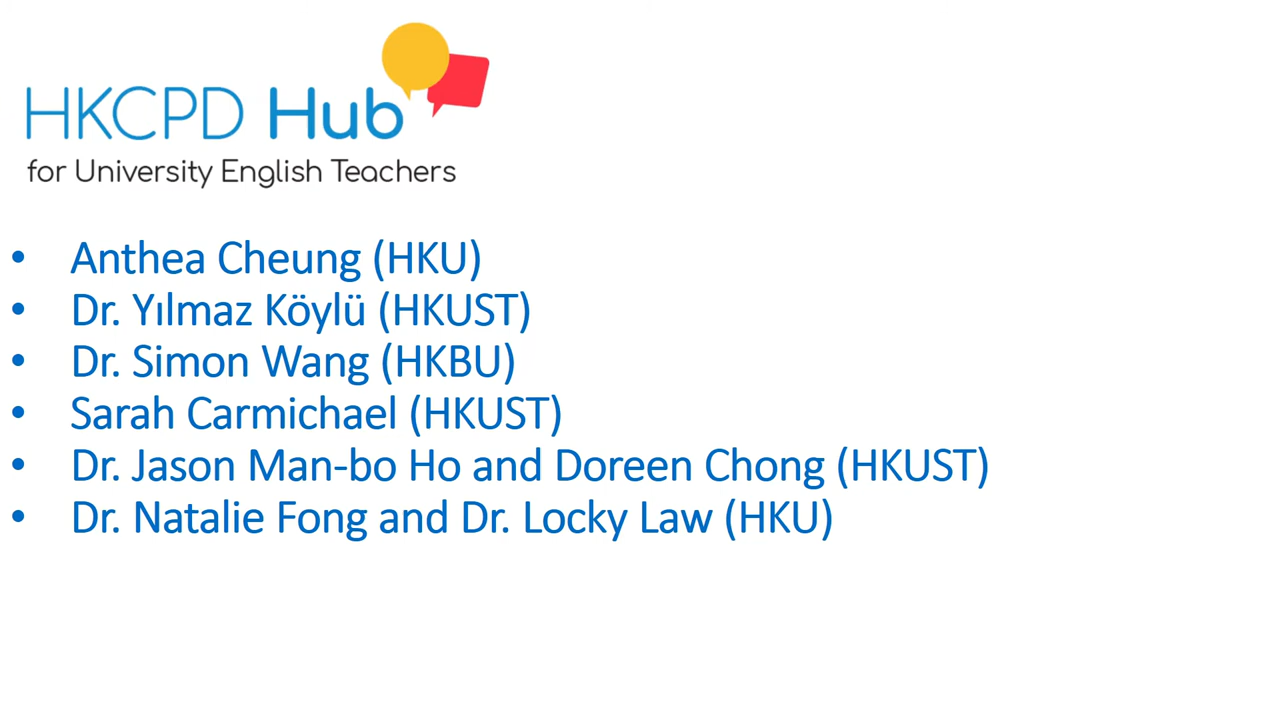 HKCPD Hub
for University English Teachers
• Anthea Cheung (HKU)
• Dr. Yılmaz Köylü (HKUST)
• Dr. Simon Wang (HKBU)
• Sarah Carmichael (HKUST)
• Dr. Jason Man-bo Ho and Doreen Chong (HKUST)
• Dr. Natalie Fong and Dr. Locky Law (HKU)